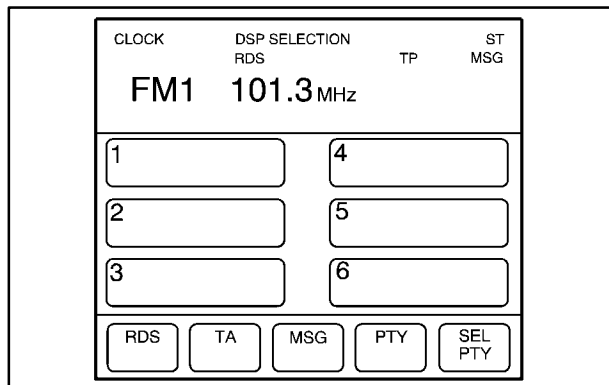 CLOCK DSP SELECTION ST
RDS TP MSG
FM1 101.3 MHz
1 4
2 5
3 6
RDS TA MSG PTY SEL PTY